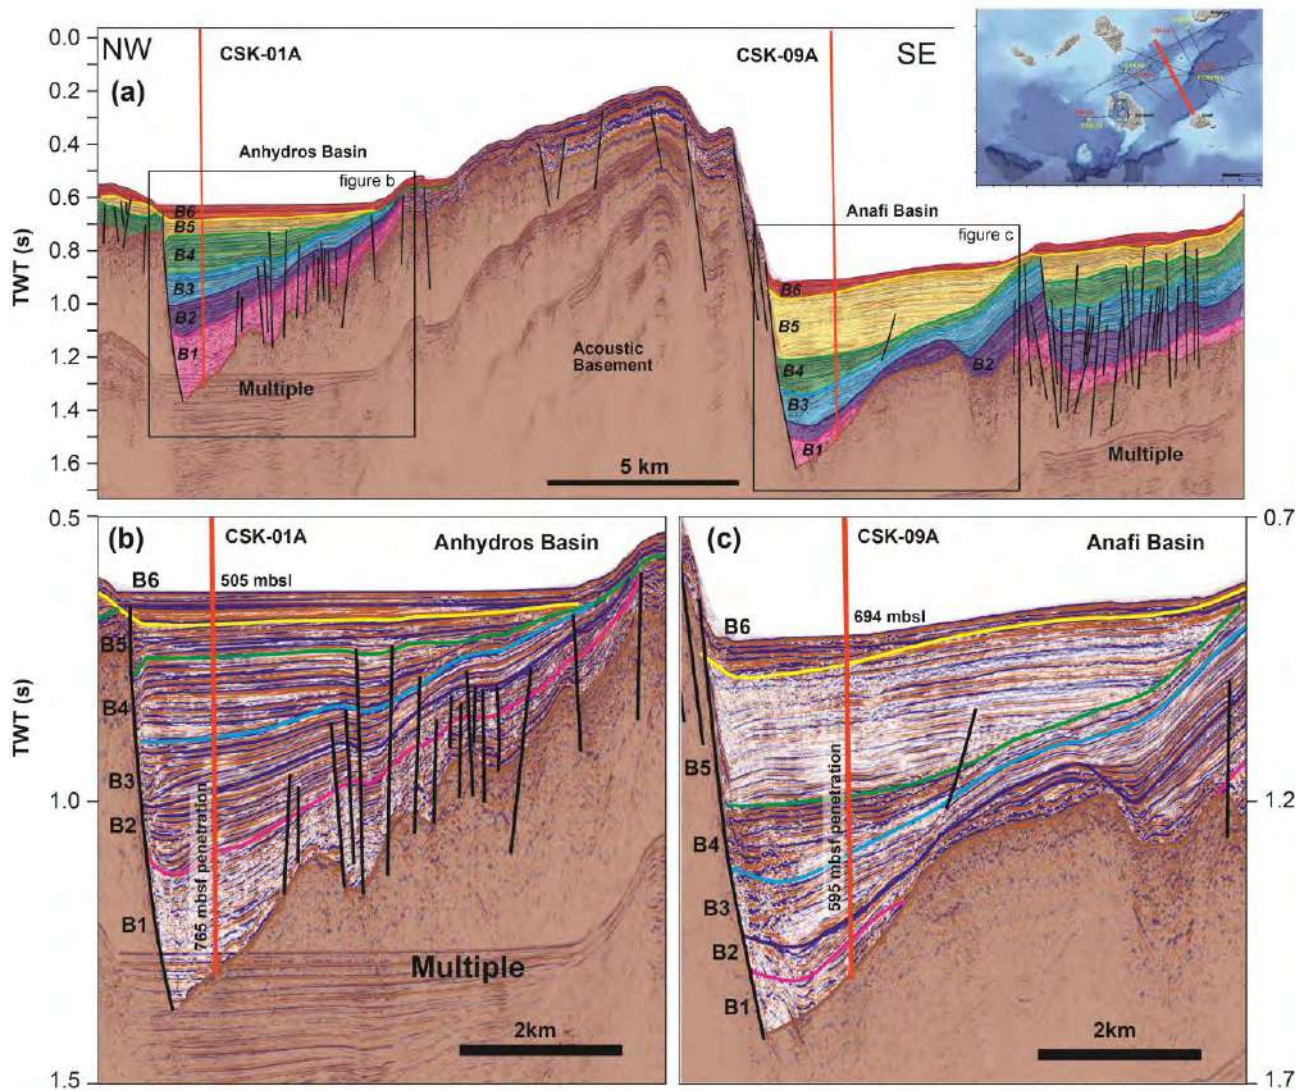 NW
CSK-01A
CSK-09A
SE
(a)
Anhydros Basin
figure b
Anafi Basin
figure c
0.0
0.2
0.4
0.6
0.8
1.0
1.2
1.4
1.6
TWT (s)
B6
B5
B4
B3
B2
B1
Multiple
Acoustic
Basement
5 km
B6
B5
B4
B3
B2
B1
Multiple
(b)
CSK-01A
Anhydros Basin
505 mbsl
B6
B5
B4
B3
B2
B1
765 mbsf penetration
Multiple
2km
0.5
1.0
1.5
TWT (s)
(c)
CSK-09A
Anafi Basin
694 mbsl
B6
B5
B4
B3
B2
B1
595 mbsf penetration
2km
0.7
1.2
1.7